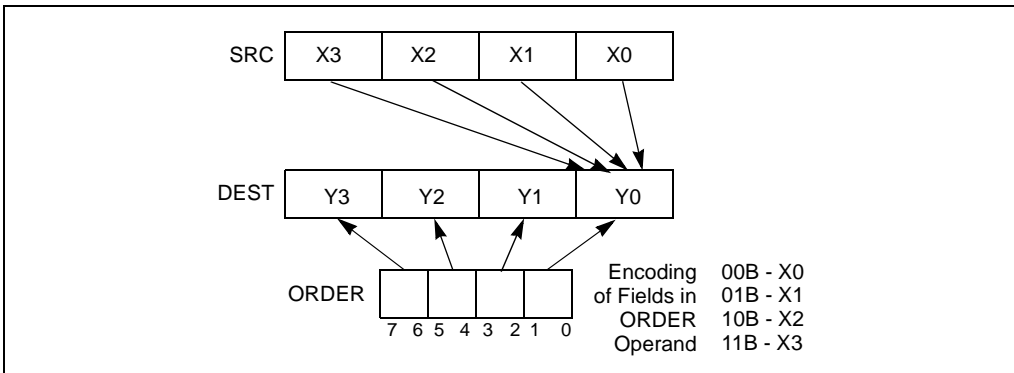 SRC X3 X2 X1 X0
DEST Y3 Y2 Y1 Y0
ORDER
7 6 5 4 3 2 1 0
Encoding 00B - X0
of Fields in 01B - X1
ORDER 10B - X2
Operand 11B - X3